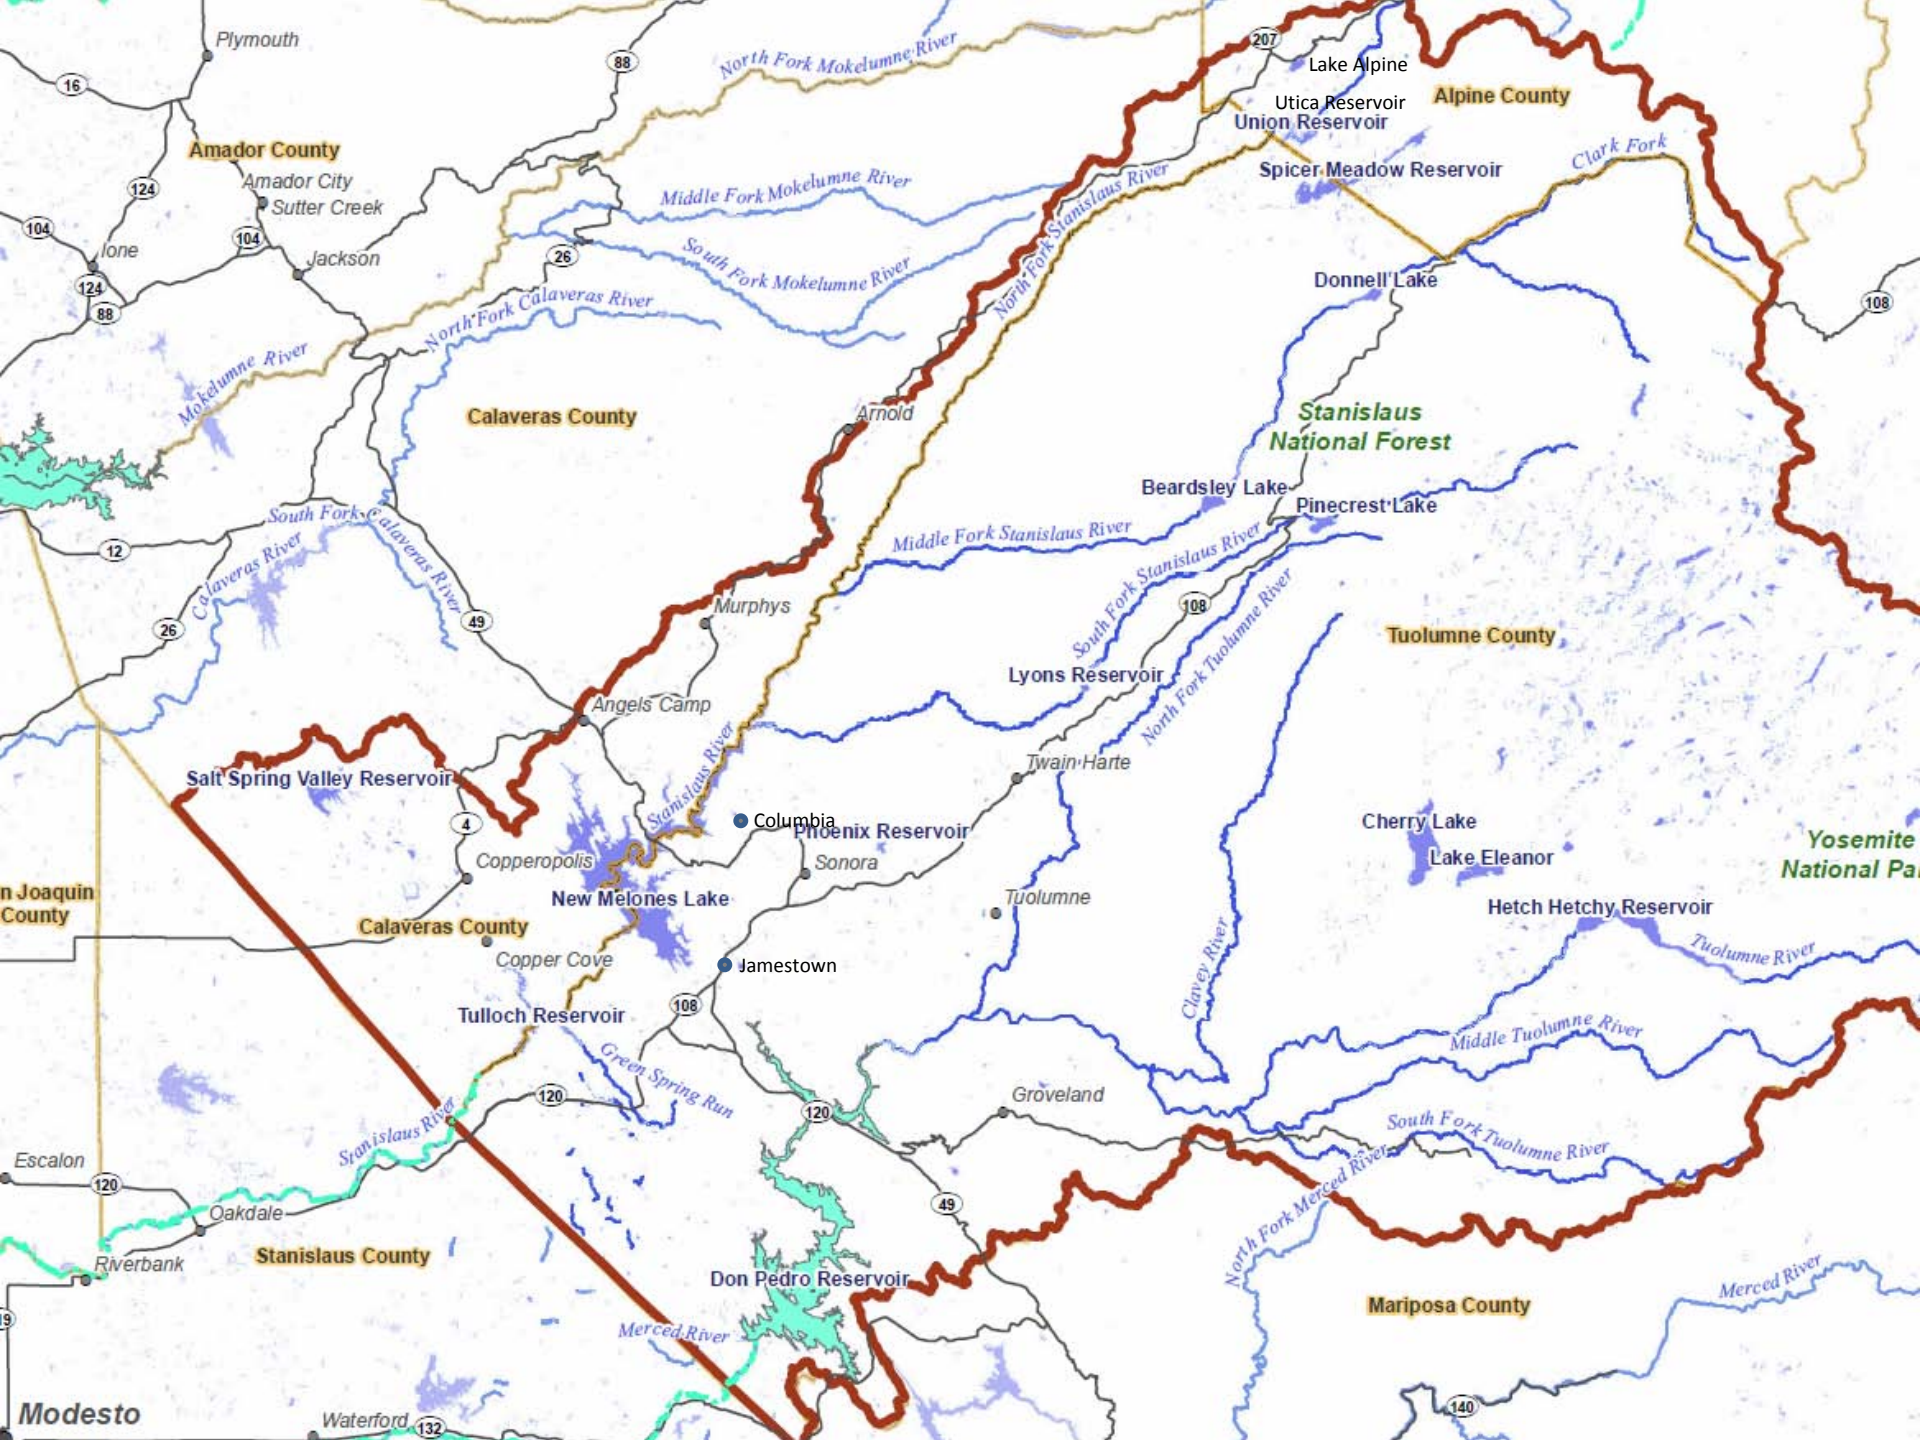 Plymouth
88
North Fork Mokelumne River
207
Lake Alpine
16
Utica Reservoir
Alpine County
Union Reservoir
Amador County
Clark Fork
Spicer Meadow Reservoir
124
Amador City
Middle Fork Mokelumne River
North Fork Stanislaus River
Sutter Creek
104
104
Ione
Jackson
26
South Fork Mokelumne River
Donnell Lake
124
88
North Fork Calaveras River
108
Mokelumne River
Calaveras County
Arnold
Stanislaus
National Forest
Beardsley Lake
Pinecrest Lake
South Fork Calaveras River
12
Calaveras River
Middle Fork Stanislaus River
South Fork Stanislaus River
108
Murphys
26
49
North Fork Tuolumne River
Tuolumne County
Lyons Reservoir
Angels Camp
Twain Harte
Salt Spring Valley Reservoir
Stanislaus River
4
Columbia
Phoenix Reservoir
Cherry Lake
Yosemite
National Pa
Copperopolis
Sonora
Lake Eleanor
n Joaquin
County
New Melones Lake
Tuolumne
Hetch Hetchy Reservoir
Calaveras County
Copper Cove
Jamestown
Clavey River
Tuolumne River
108
Tulloch Reservoir
Middle Tuolumne River
Green Spring Run
120
120
Groveland
Stanislaus River
South Fork Tuolumne River
Escalon
120
North Fork Merced River
49
Oakdale
Stanislaus County
Riverbank
Don Pedro Reservoir
Merced River
Mariposa County
19
Merced River
Modesto
Waterford
132
140